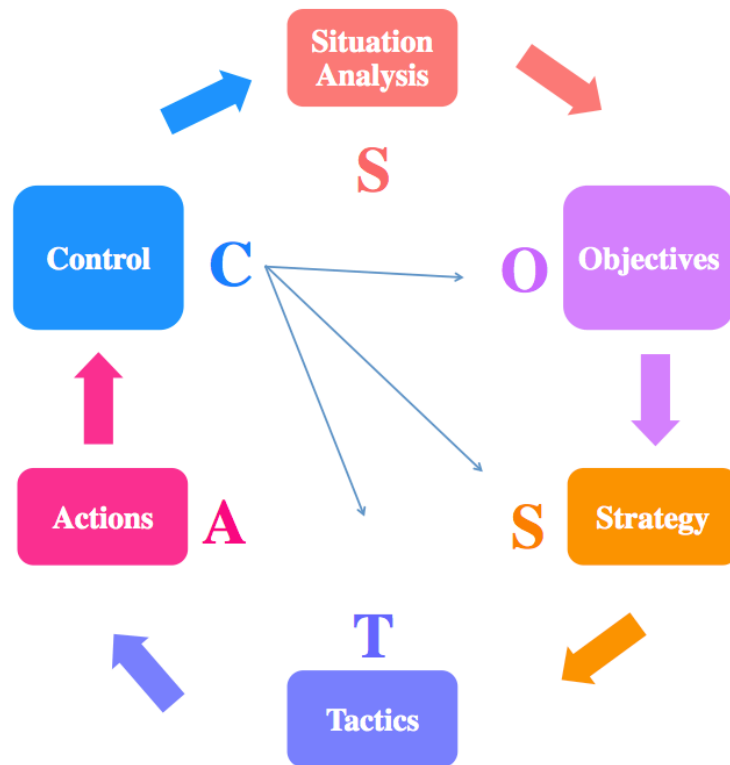 Situation
Analysis
S
Control
C
O
Objectives
Actions
A
S
Strategy
T
Tactics